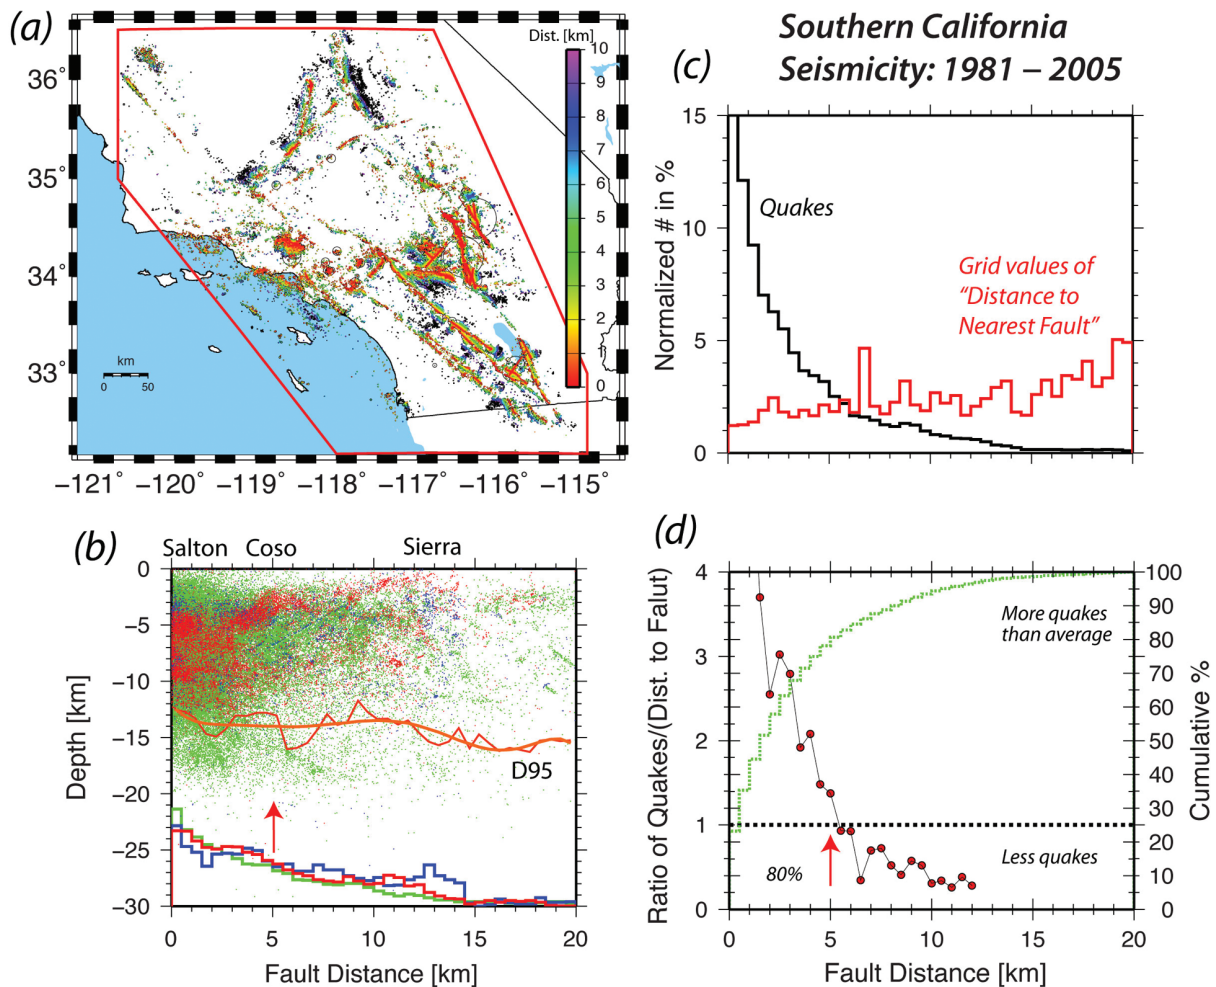 (a)
Dist. [km]
10
9
8
7
6
5
4
3
2
1
0
36°
35°
34°
33°
km
0 50
−121° −120° −119° −118° −117° −116° −115°
Southern California
Seismicity: 1981 – 2005
(c)
Normalized # in %
15
10
5
0
Quakes
Grid values of
“Distance to
Nearest Fault”
0 5 10 15 20
(b)
Salton Coso Sierra
Depth [km]
0
−5
−10
−15
−20
−25
−30
D95
0 5 10 15 20
Fault Distance [km]
(d)
Ratio of Quakes/(Dist. to Falut)
4
3
2
1
0
More quakes
than average
Less quakes
80%
100
90
80
70
60
50
40
30
20
10
0
Cumulative %
0 5 10 15 20
Fault Distance [km]